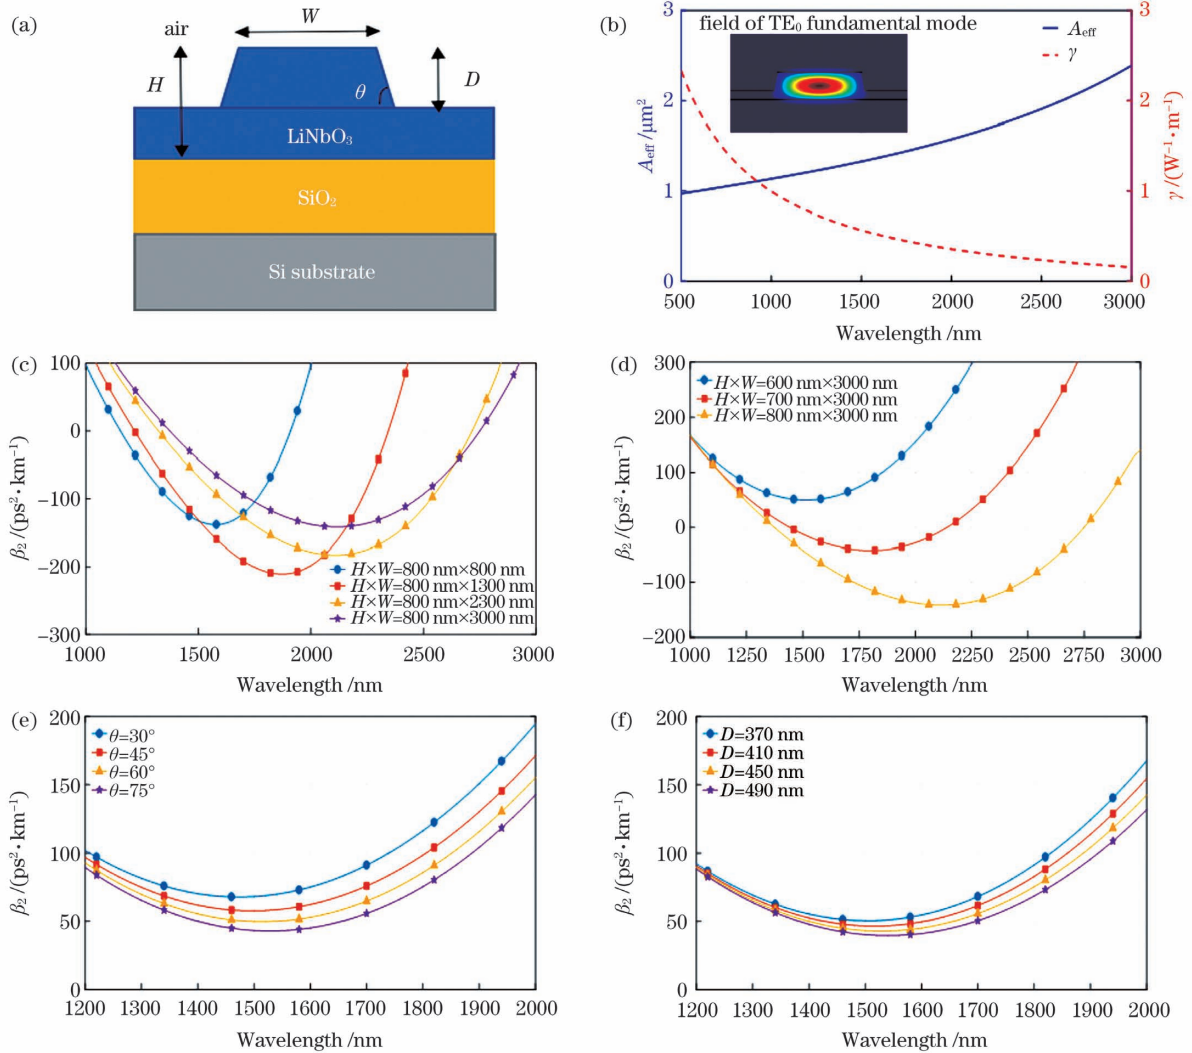 (a)
W
air
H
D
θ
LiNbO₃
SiO₂
Si substrate
(b)
field of TE₀ fundamental mode
A_eff
γ
3
2
1
0
A_eff /μm²
3
2
1
0
γ /(W⁻¹•m⁻¹)
500 1000 1500 2000 2500 3000
Wavelength /nm
(c)
100
0
−100
−200
−300
β₂ /(ps²•km⁻¹)
H×W=800 nm×800 nm
H×W=800 nm×1300 nm
H×W=800 nm×2300 nm
H×W=800 nm×3000 nm
1000 1500 2000 2500 3000
Wavelength /nm
(d)
300
200
100
0
−100
−200
β₂ /(ps²•km⁻¹)
H×W=600 nm×3000 nm
H×W=700 nm×3000 nm
H×W=800 nm×3000 nm
1000 1250 1500 1750 2000 2250 2500 2750 3000
Wavelength /nm
(e)
200
150
100
50
0
β₂ /(ps²•km⁻¹)
θ=30°
θ=45°
θ=60°
θ=75°
1200 1300 1400 1500 1600 1700 1800 1900 2000
Wavelength /nm
(f)
200
150
100
50
0
β₂ /(ps²•km⁻¹)
D=370 nm
D=410 nm
D=450 nm
D=490 nm
1200 1300 1400 1500 1600 1700 1800 1900 2000
Wavelength /nm